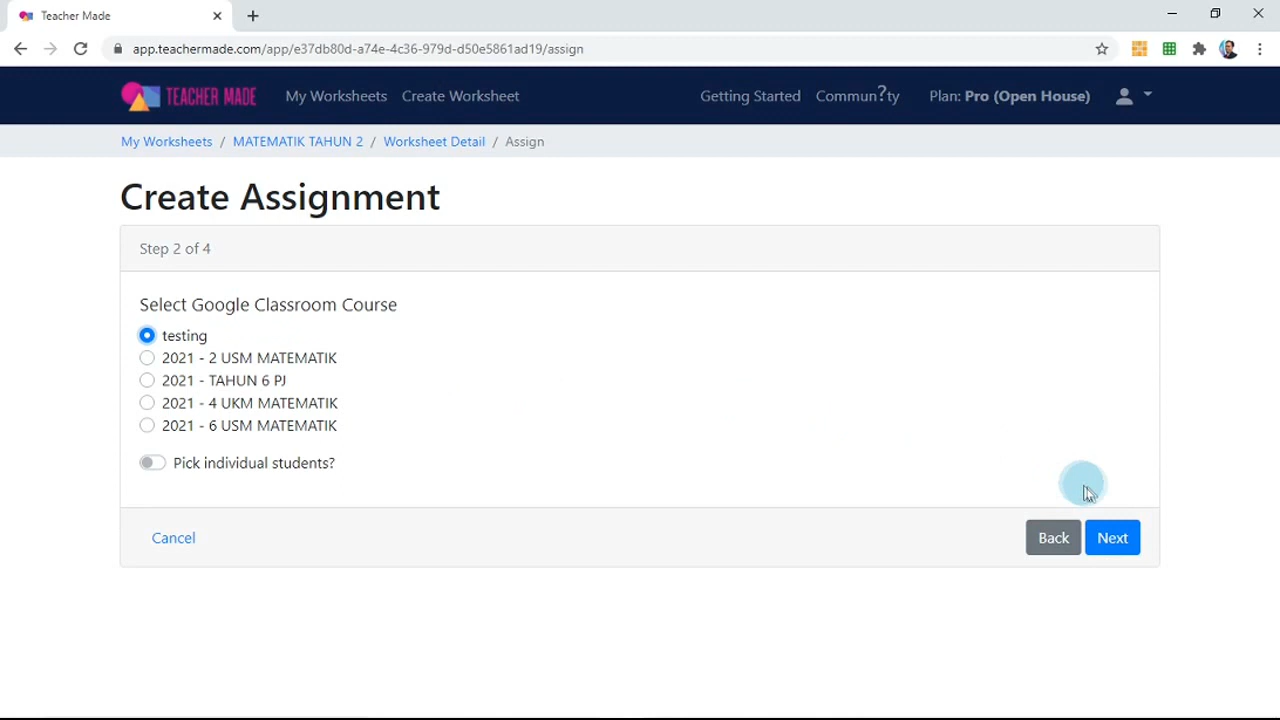 Teacher Made
app.teachermade.com/app/e37db80d-a74e-4c36-979d-d50e5861ad19/assign
TEACHER MADE My Worksheets Create Worksheet Getting Started Commun?ty Plan: Pro (Open House)
My Worksheets / MATEMATIK TAHUN 2 / Worksheet Detail / Assign
Create Assignment
Step 2 of 4
Select Google Classroom Course
testing
2021 - 2 USM MATEMATIK
2021 - TAHUN 6 PJ
2021 - 4 UKM MATEMATIK
2021 - 6 USM MATEMATIK
Pick individual students?
Cancel Back Next